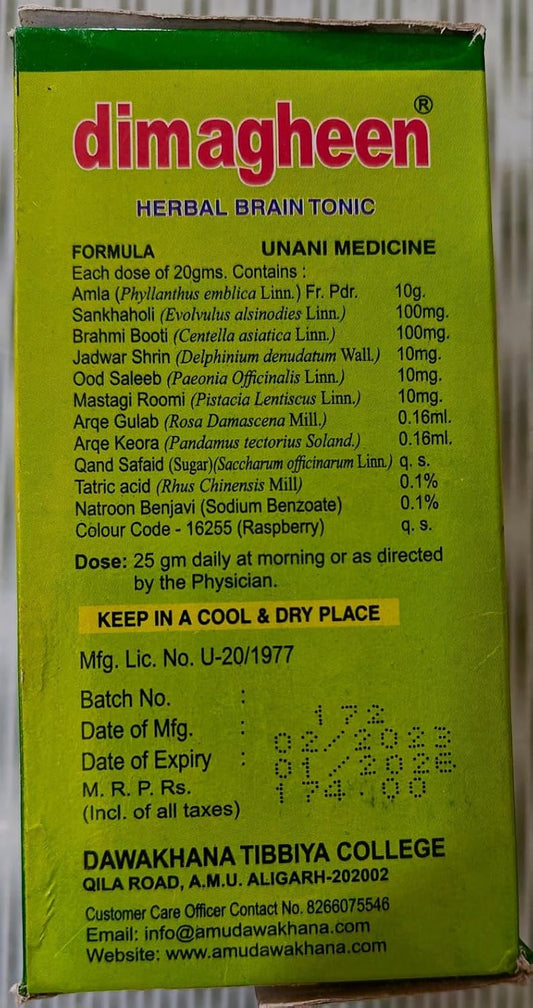 dimagheen®
HERBAL BRAIN TONIC
FORMULA UNANI MEDICINE
Each dose of 20gms. Contains :
Amla (Phyllanthus emblica Linn.) Fr. Pdr. 10g.
Sankhaholi (Evolvulus alsinodies Linn.) 100mg.
Brahmi Booti (Centella asiatica Linn.) 100mg.
Jadwar Shrin (Delphinium denudatum Wall.) 10mg.
Ood Saleeb (Paeonia Officinalis Linn.) 10mg.
Mastagi Roomi (Pistacia Lentiscus Linn.) 10mg.
Arqe Gulab (Rosa Damascena Mill.) 0.16ml.
Arqe Keora (Pandamus tectorius Soland.) 0.16ml.
Qand Safaid (Sugar)(Saccharum officinarum Linn.) q. s.
Tatric acid (Rhus Chinensis Mill) 0.1%
Natroon Benjavi (Sodium Benzoate) 0.1%
Colour Code - 16255 (Raspberry) q. s.
Dose: 25 gm daily at morning or as directed
by the Physician.
KEEP IN A COOL & DRY PLACE
Mfg. Lic. No. U-20/1977
Batch No. : 172
Date of Mfg. : 02/2023
Date of Expiry : 01/2026
M. R. P. Rs. 174.00
(Incl. of all taxes)
DAWAKHANA TIBBIYA COLLEGE
QILA ROAD, A.M.U. ALIGARH-202002
Customer Care Officer Contact No. 8266075546
Email: info@amudawakhana.com
Website: www.amudawakhana.com